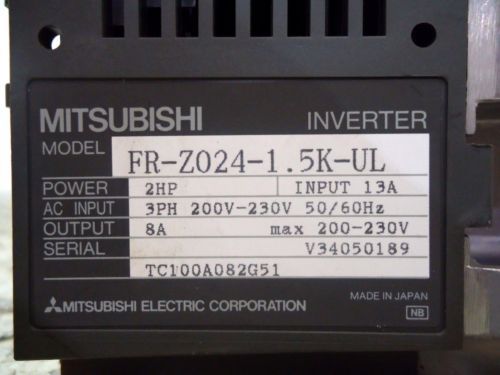 MITSUBISHI INVERTER
MODEL FR-Z024-1.5K-UL
POWER 2HP INPUT 13A
AC INPUT 3PH 200V-230V 50/60Hz
OUTPUT 8A max 200-230V
SERIAL V34050189
TC100A082G51
MITSUBISHI ELECTRIC CORPORATION
MADE IN JAPAN
NB